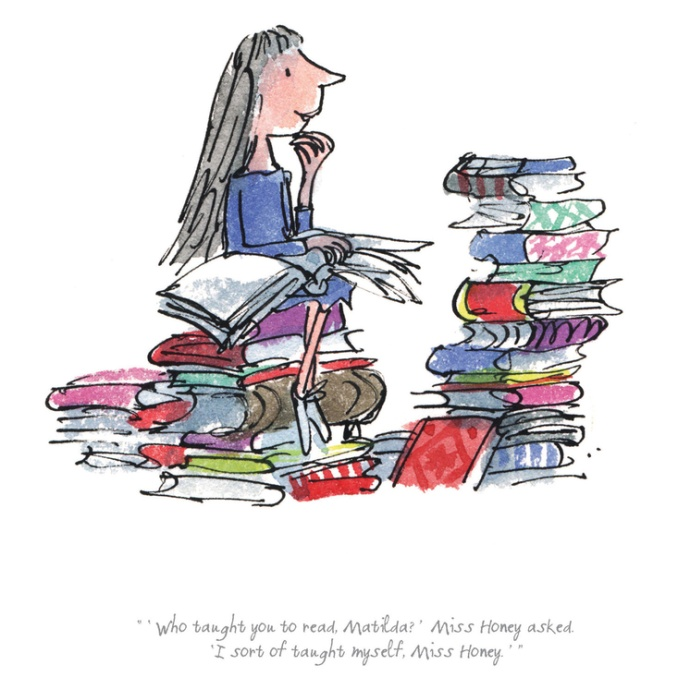 "'Who taught you to read, Matilda?' Miss Honey asked.
'I sort of taught myself, Miss Honey.'"